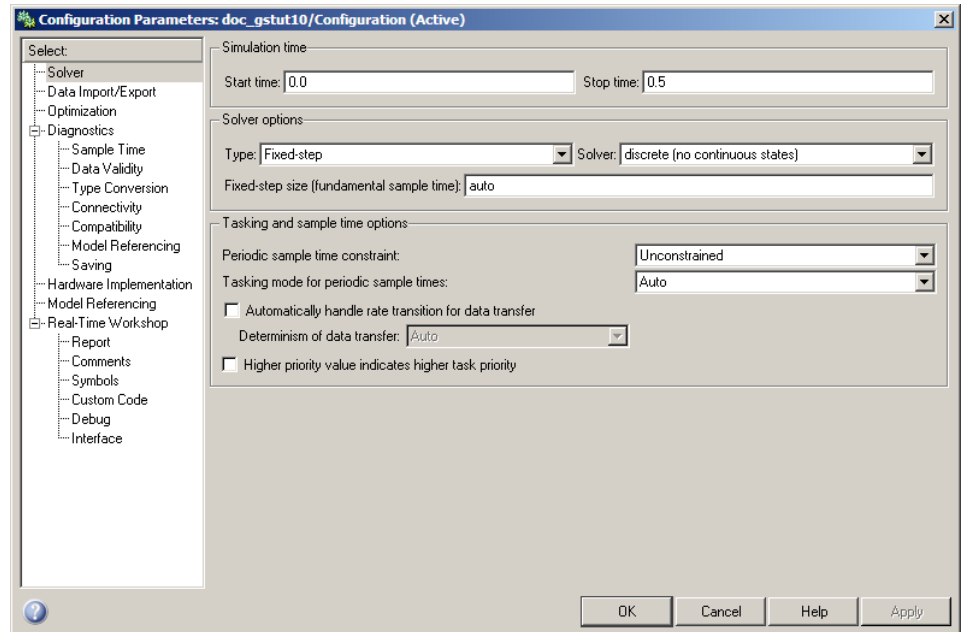 Configuration Parameters: doc_gstut10/Configuration (Active)
Select:
Solver
Data Import/Export
Optimization
Diagnostics
Sample Time
Data Validity
Type Conversion
Connectivity
Compatibility
Model Referencing
Saving
Hardware Implementation
Model Referencing
Real-Time Workshop
Report
Comments
Symbols
Custom Code
Debug
Interface
Simulation time
Start time: 0.0 Stop time: 0.5
Solver options
Type: Fixed-step Solver: discrete (no continuous states)
Fixed-step size (fundamental sample time): auto
Tasking and sample time options
Periodic sample time constraint: Unconstrained
Tasking mode for periodic sample times: Auto
Automatically handle rate transition for data transfer
Determinism of data transfer: Auto
Higher priority value indicates higher task priority
? OK Cancel Help Apply